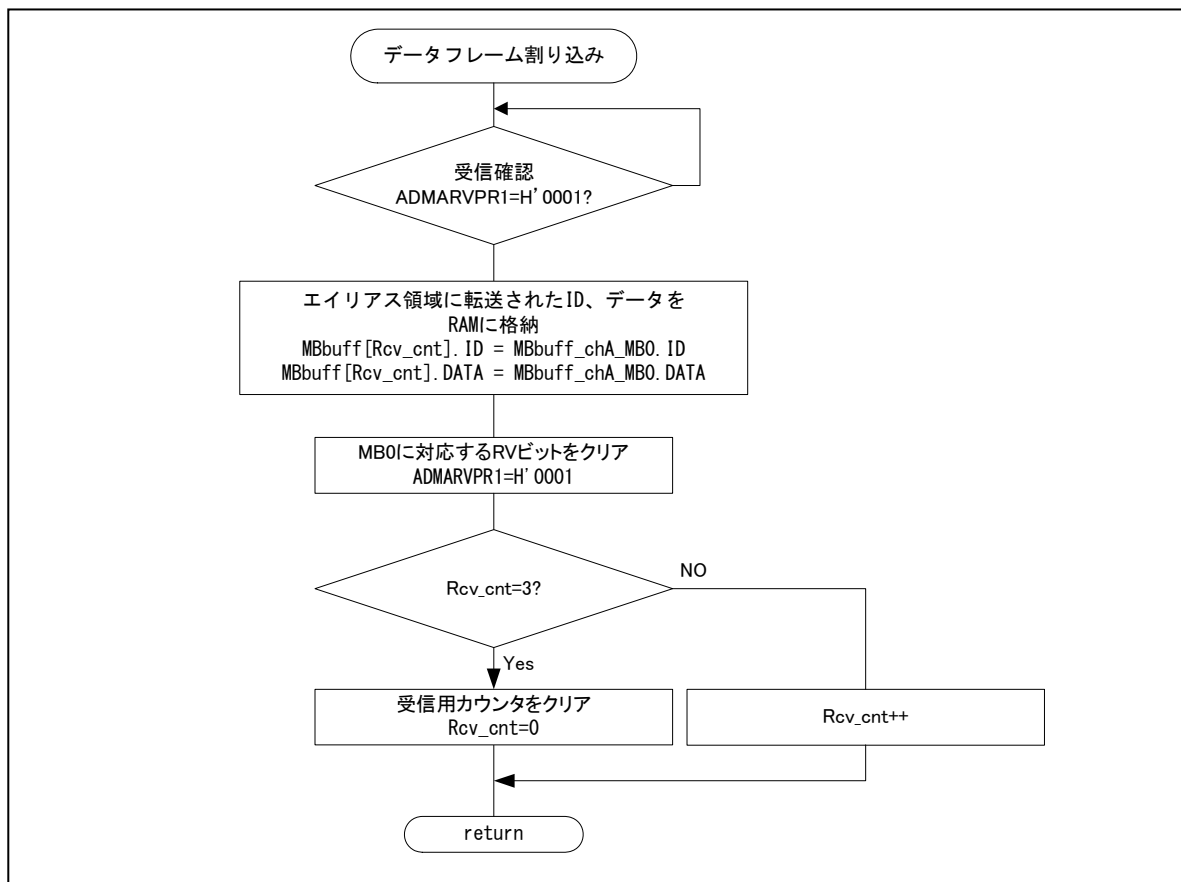 データフレーム割り込み
受信確認
ADMARVPR1=H'0001?
エイリアス領域に転送されたID、データを
RAMに格納
MBbuff[Rcv_cnt].ID = MBbuff_chA_MB0.ID
MBbuff[Rcv_cnt].DATA = MBbuff_chA_MB0.DATA
MB0に対応するRVビットをクリア
ADMARVPR1=H'0001
Rcv_cnt=3?
NO
Yes
受信用カウンタをクリア
Rcv_cnt=0
Rcv_cnt++
return